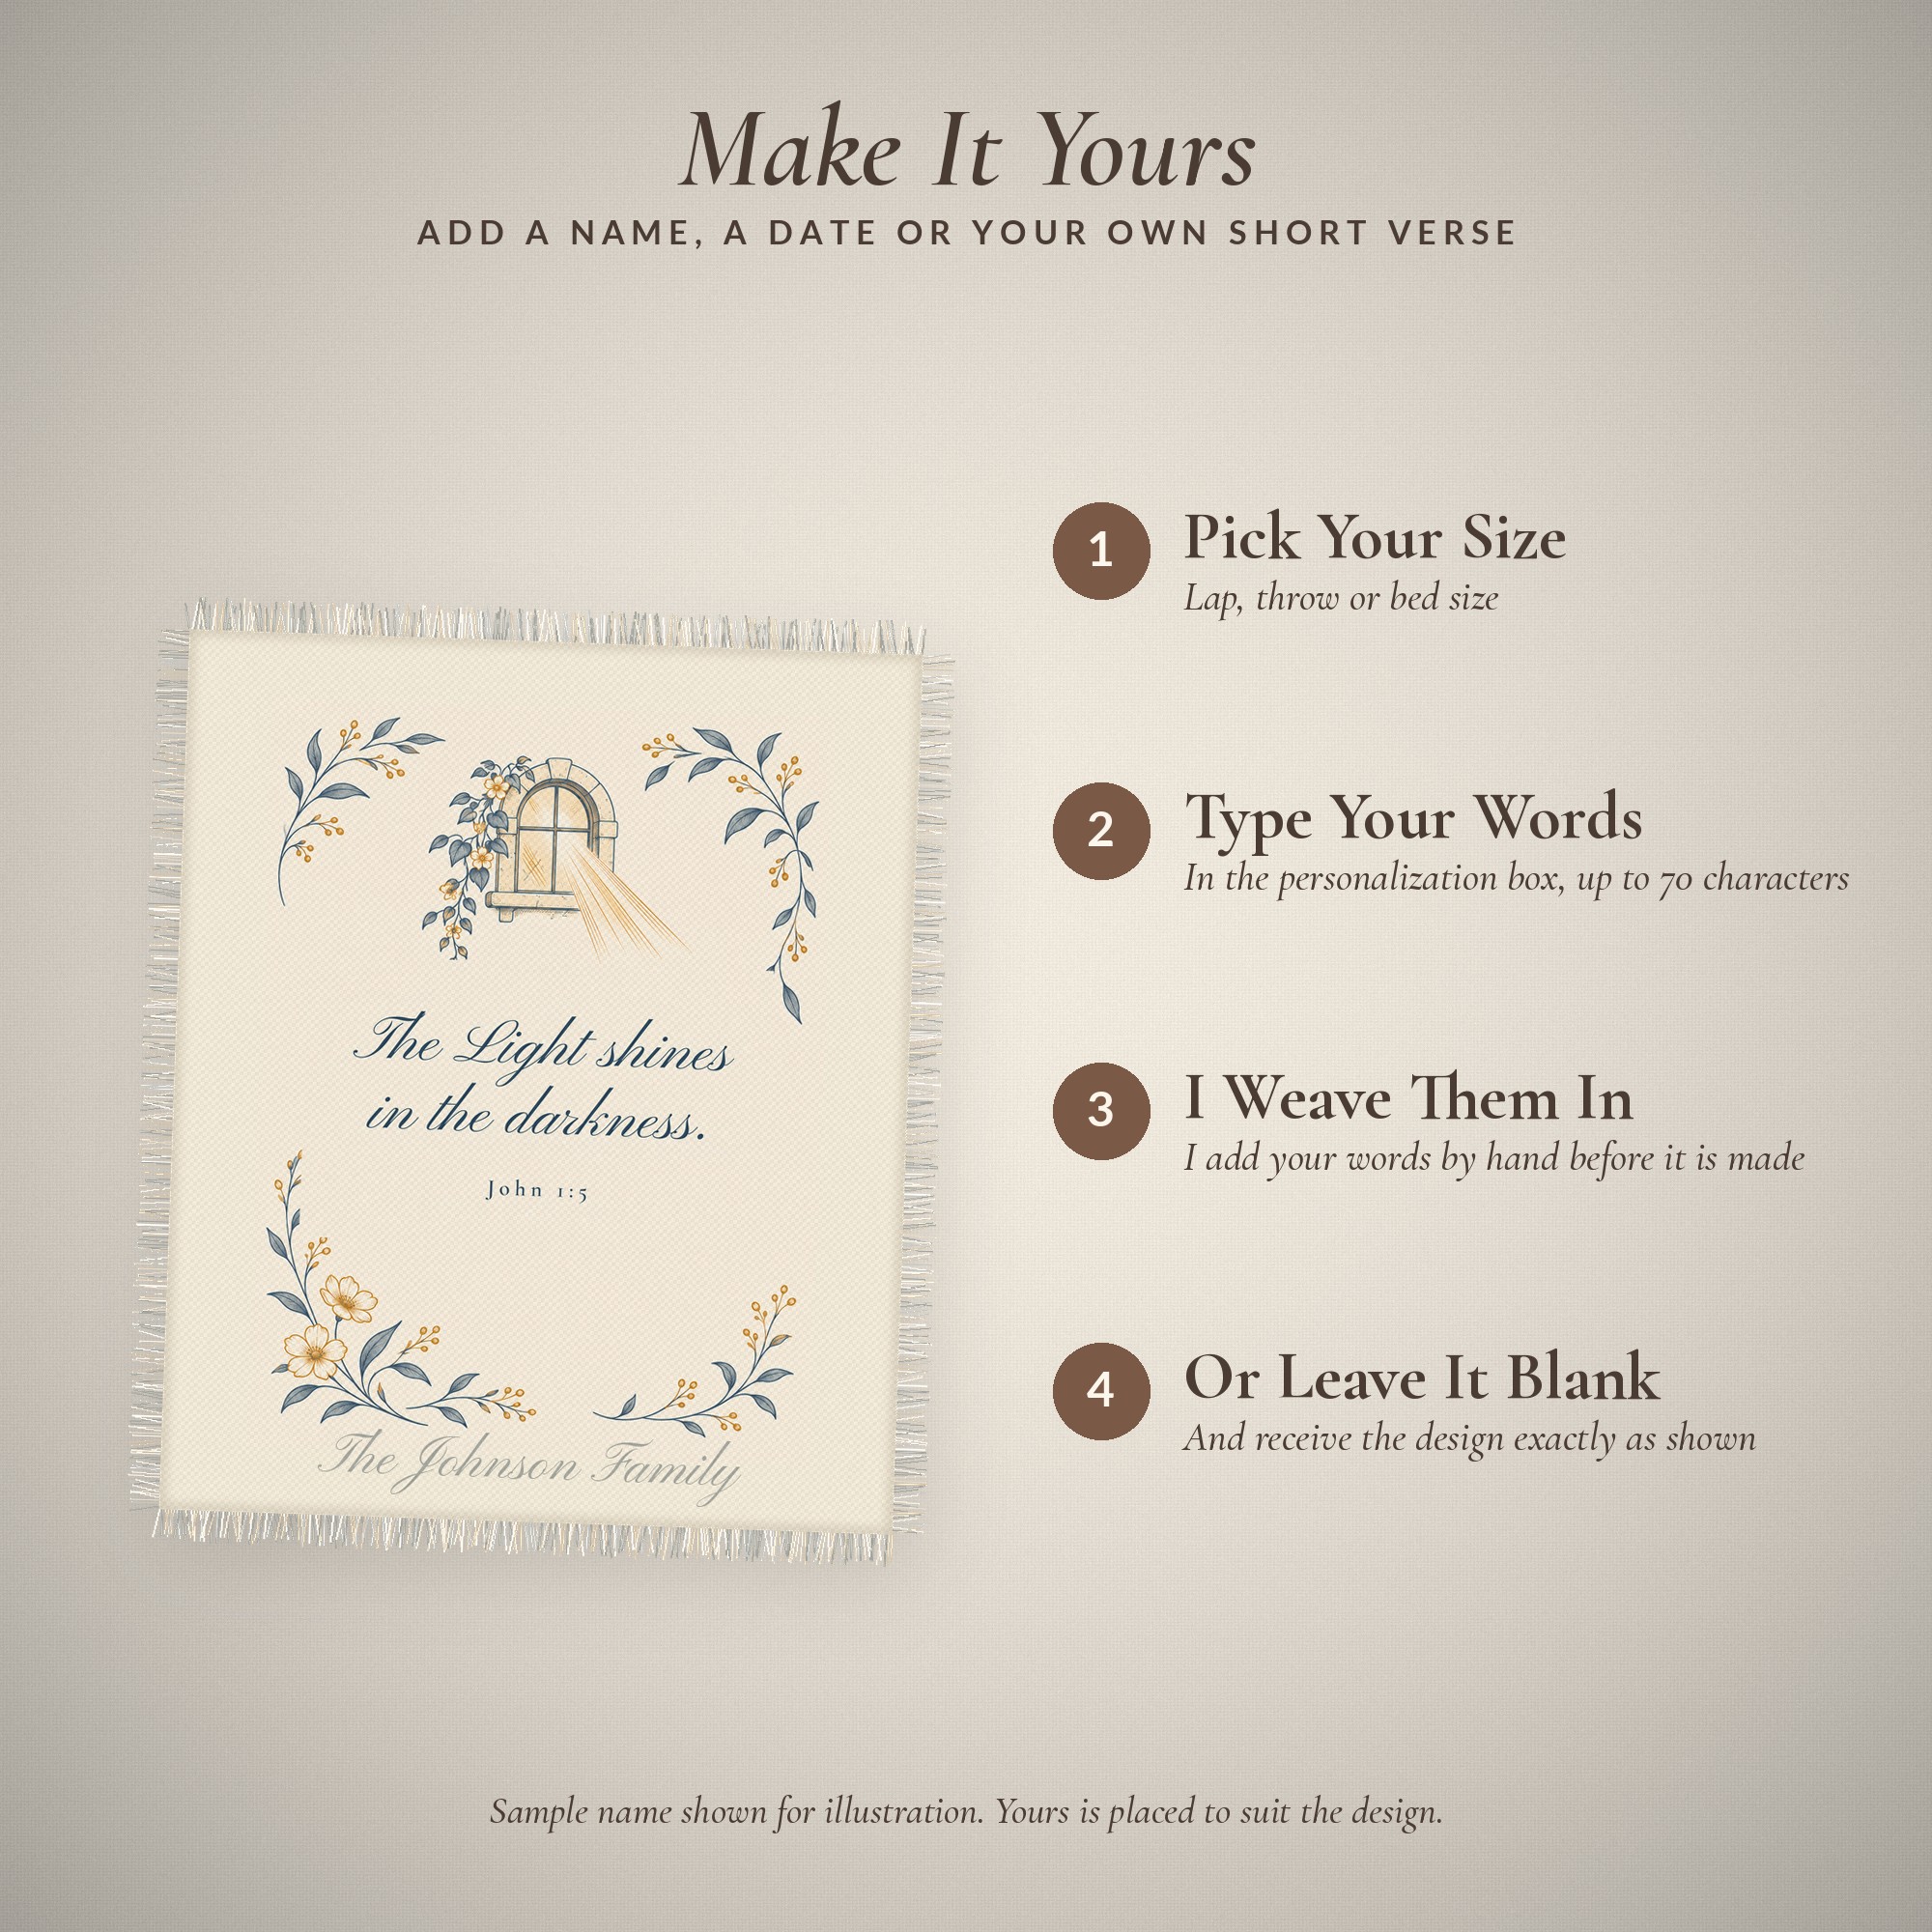 Make It Yours
ADD A NAME, A DATE OR YOUR OWN SHORT VERSE
The Light shines
in the darkness.
John 1:5
The Johnson Family
1
Pick Your Size
Lap, throw or bed size
2
Type Your Words
In the personalization box, up to 70 characters
3
I Weave Them In
I add your words by hand before it is made
4
Or Leave It Blank
And receive the design exactly as shown
Sample name shown for illustration. Yours is placed to suit the design.